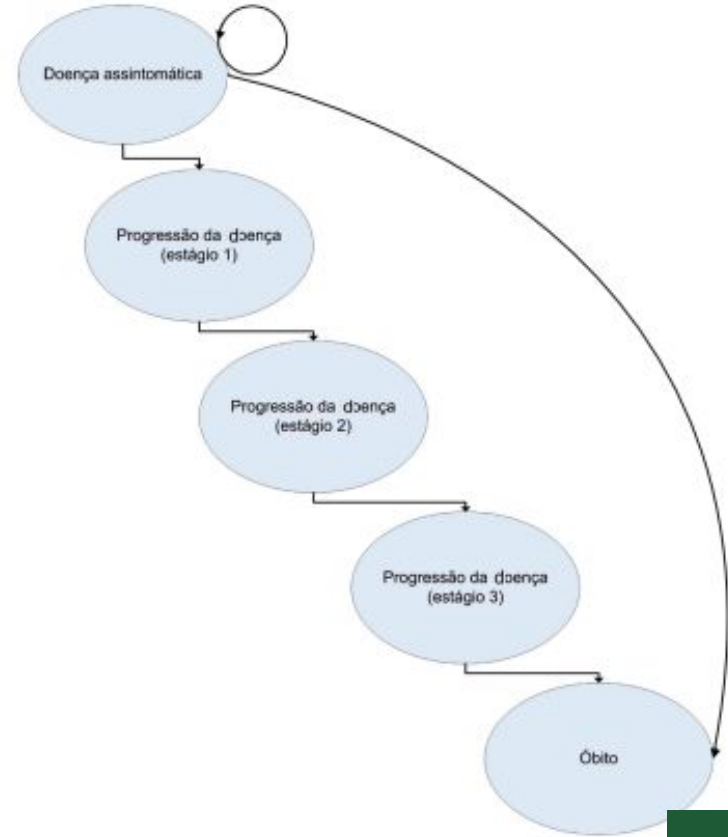 Doença assintomática
Progressão da doença
(estágio 1)
Progressão da doença
(estágio 2)
Progressão da doença
(estágio 3)
Óbito